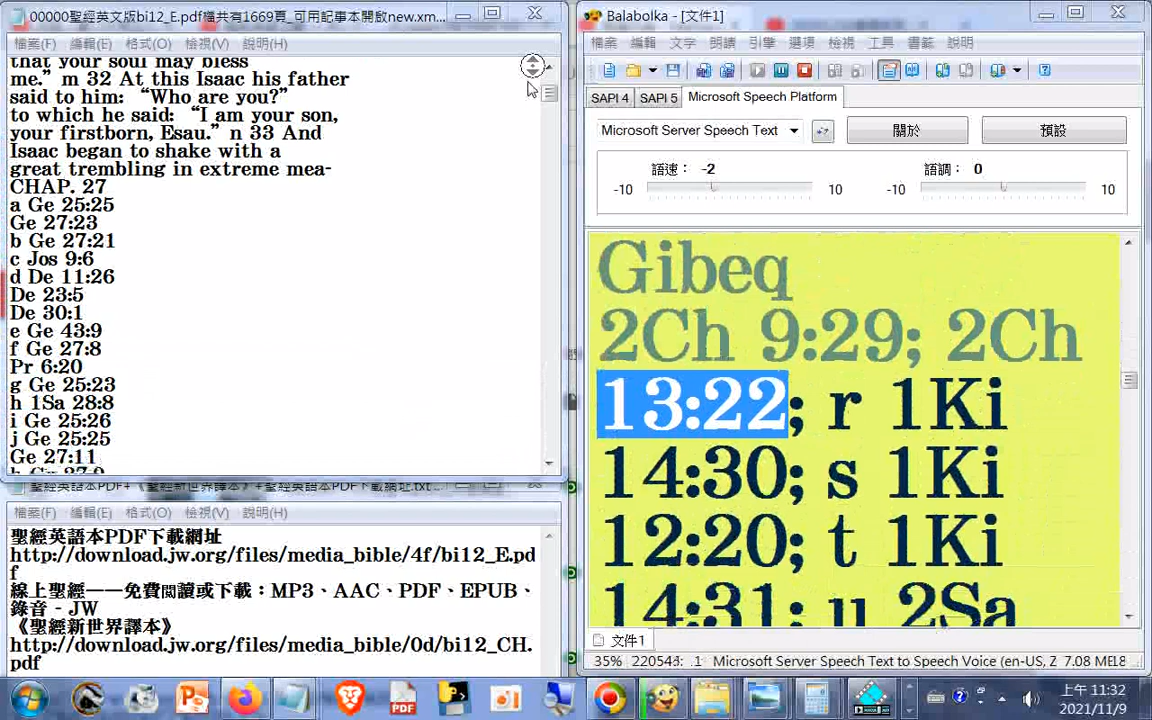 00000聖經英文版bi12_E.pdf檔共有1669頁_可用記事本開啟new.xm...
檔案(F) 編輯(E) 格式(O) 檢視(V) 說明(H)
that your soul may bless
me.” m 32 At this Isaac his father
said to him: “Who are you?”
to which he said: “I am your son,
your firstborn, Esau.” n 33 And
Isaac began to shake with a
great trembling in extreme mea-
CHAP. 27
a Ge 25:25
Ge 27:23
b Ge 27:21
c Jos 9:6
d De 11:26
De 23:5
De 30:1
e Ge 43:9
f Ge 27:8
Pr 6:20
g Ge 25:23
h 1Sa 28:8
i Ge 25:26
j Ge 25:25
Ge 27:11
聖經英語本PDF+《聖經新世界譯本》+聖經英語本PDF下載網址.txt...
檔案(F) 編輯(E) 格式(O) 檢視(V) 說明(H)
聖經英語本PDF下載網址
http://download.jw.org/files/media_bible/4f/bi12_E.pd
f
線上聖經——免費閱讀或下載：MP3、AAC、PDF、EPUB、
錄音 - JW
《聖經新世界譯本》
http://download.jw.org/files/media_bible/0d/bi12_CH.
pdf
Balabolka - [文件1]
檔案 編輯 文字 朗讀 引擎 選項 檢視 工具 書籤 說明
SAPI 4 SAPI 5 Microsoft Speech Platform
Microsoft Server Speech Text 關於 預設
語速： -2 語調： 0
-10 10 -10 10
Gibeq
2Ch 9:29; 2Ch
13:22; r 1Ki
14:30; s 1Ki
12:20; t 1Ki
14:31; u 2Sa
文件1
35% 220543: .1 Microsoft Server Speech Text to Speech Voice (en-US, Z 7.08 MEL8
PDF
上午 11:32
2021/11/9